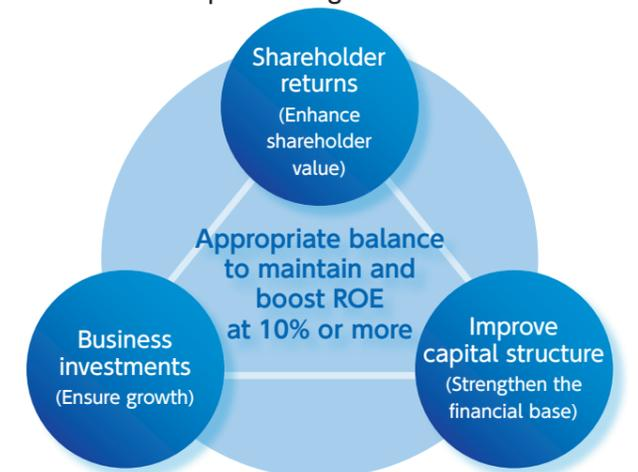 Shareholder
returns
(Enhance
shareholder
value)
Appropriate balance
to maintain and
boost ROE
at 10% or more
Business
investments
(Ensure growth)
Improve
capital structure
(Strengthen the
financial base)